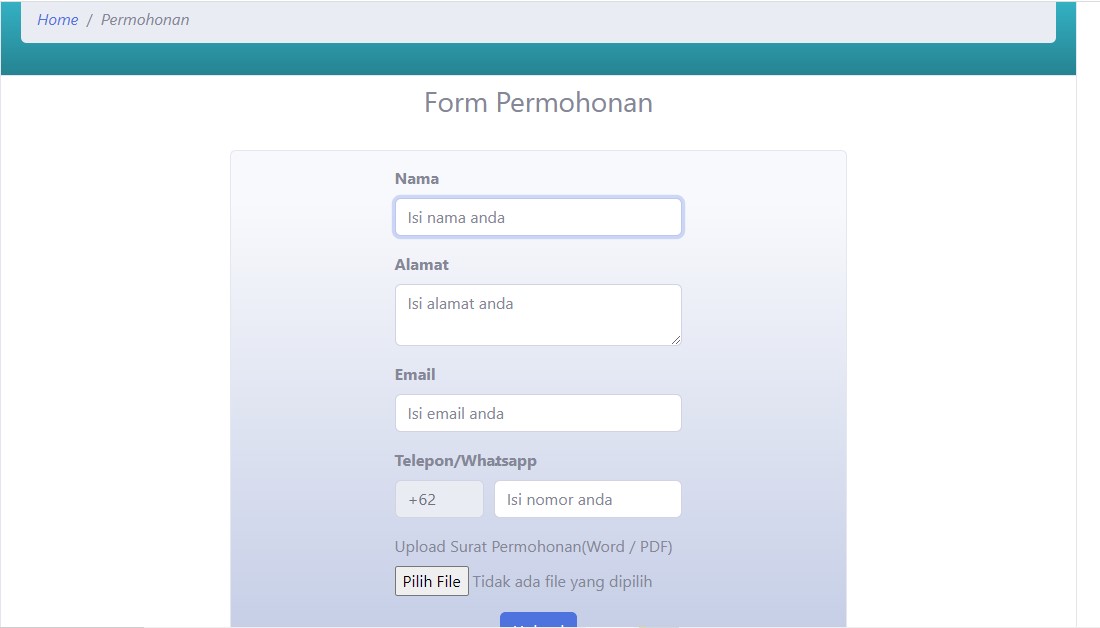 Home / Permohonan
Form Permohonan
Nama
Isi nama anda
Alamat
Isi alamat anda
Email
Isi email anda
Telepon/Whatsapp
+62 Isi nomor anda
Upload Surat Permohonan(Word / PDF)
Pilih File Tidak ada file yang dipilih